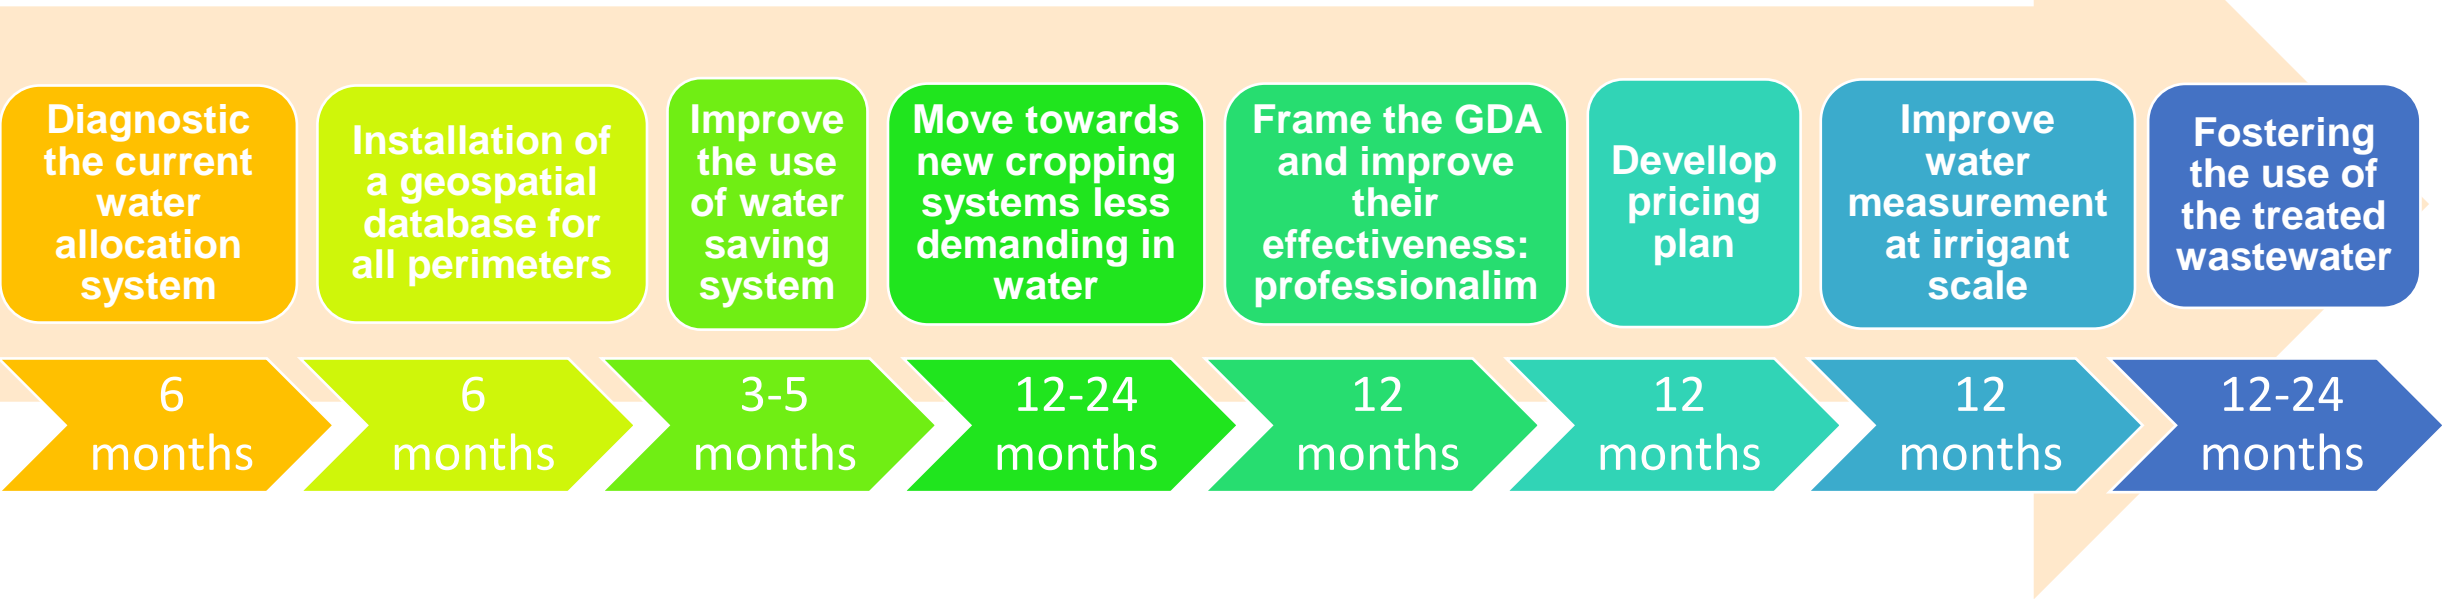 Diagnostic
the current
water
allocation
system
Installation of
a geospatial
database for
all perimeters
Improve
the use
of water
saving
system
Move towards
new cropping
systems less
demanding in
water
Frame the GDA
and improve
their
effectiveness:
professionalim
Devellop
pricing
plan
Improve
water
measurement
at irrigant
scale
Fostering
the use of
the treated
wastewater
6
months
6
months
3-5
months
12-24
months
12
months
12
months
12
months
12-24
months